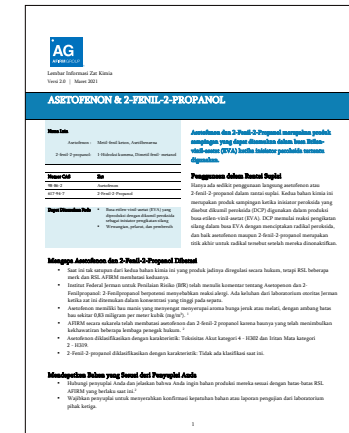 AG
AFIRM GROUP
Lembar Informasi Zat Kimia
Versi 2.0 | Maret 2021
ASETOFENON & 2-FENIL-2-PROPANOL
Nama Lain
Asetofenon : Metil-fenil keton, Asetilbenzena
2-fenil-2-propanol: 1-Hidroksi kumena, Dimetil fenil-metanol
Nomor CAS Zat
98-86-2 Asetofenon
617-94-7 2-Fenil-2-Propanol
Dapat Ditemukan Pada
• Busa etilen-vinil asetat (EVA) yang
diproduksi dengan dikumil peroksida
sebagai inisiator pengikatan silang
• Wewangian, pelarut, dan pembersih
Asetofenon dan 2-Fenil-2-Propanol merupakan produk
sampingan yang dapat ditemukan dalam busa Etilen-
vinil-asetat (EVA) ketika inisiator peroksida tertentu
digunakan.
Penggunaan dalam Rantai Suplai
Hanya ada sedikit penggunaan langsung asetofenon atau
2-fenil-2-propanol dalam rantai suplai. Kedua bahan kimia ini
merupakan produk sampingan ketika inisiator peroksida yang
disebut dikumil peroksida (DCP) digunakan dalam produksi
busa etilen-vinil-asetat (EVA). DCP memulai reaksi pengikatan
silang dalam busa EVA dengan menciptakan radikal peroksida,
dan baik asetofenon maupun 2-fenil-2-propanol merupakan
titik akhir untuk radikal tersebut setelah mereka dinonaktifkan.
Mengapa Asetofenon dan 2-Fenil-2-Propanol Dibatasi
• Saat ini tak satupun dari kedua bahan kimia ini yang produk jadinya diregulasi secara hukum, tetapi RSL beberapa
merk dan RSL AFIRM membatasi keduanya.
• Institut Federal Jerman untuk Penilaian Risiko (BfR) telah menulis komentar tentang Asetopenon dan 2-
Fenilpropanol: 2-Fenilpropanol berpotensi menyebabkan reaksi alergi. Ada keluhan dari laboratorium otoritas Jerman
ketika zat ini ditemukan dalam konsentrasi yang tinggi pada sepatu.
• Asetofenon memiliki bau manis yang menyengat menyerupai aroma bunga jeruk atau melati, dengan ambang batas
bau sekitar 0,83 miligram per meter kubik (mg/m³). ¹
• AFIRM secara sukarela telah membatasi asetofenon dan 2-fenil-2-propanol karena baunya yang telah menimbulkan
kekhawatiran beberapa lembaga penegak hukum. ²
• Asetofenon diklasifikasikan dengan karakteristik: Toksisitas Akut kategori 4 - H302 dan Iritan Mata kategori
2 - H319.
• 2-Fenil-2-propanol diklasifikasikan dengan karakteristik: Tidak ada klasifikasi saat ini.
Mendapatkan Bahan yang Sesuai dari Penyuplai Anda
• Hubungi penyuplai Anda dan jelaskan bahwa Anda ingin bahan produksi mereka sesuai dengan batas-batas RSL
AFIRM yang berlaku saat ini.³
• Wajibkan penyuplai untuk menyerahkan konfirmasi kepatuhan bahan atau laporan pengujian dari laboratorium
pihak ketiga.
1